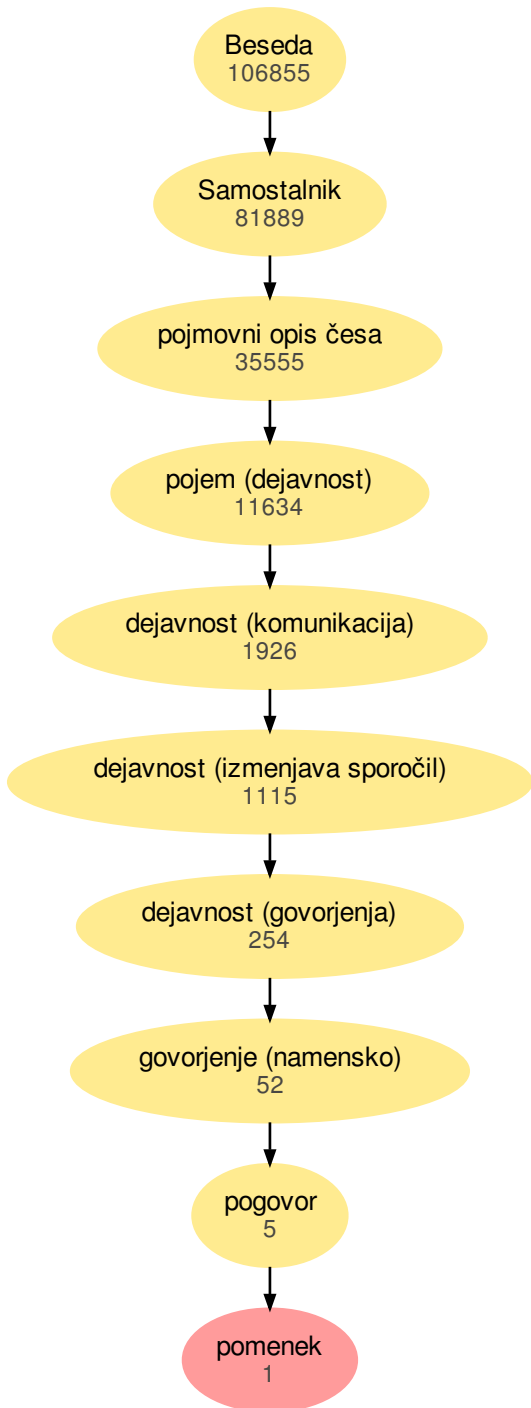 Beseda
106855
Samostalnik
81889
pojmovni opis česa
35555
pojem (dejavnost)
11634
dejavnost (komunikacija)
1926
dejavnost (izmenjava sporočil)
1115
dejavnost (govorjenja)
254
govorjenje (namensko)
52
pogovor
5
pomenek
1